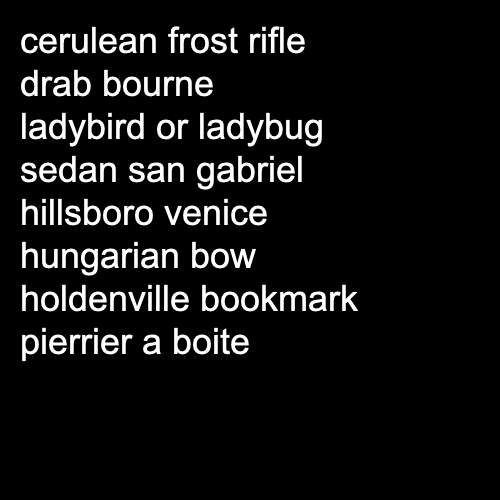 cerulean frost rifle
drab bourne
ladybird or ladybug
sedan san gabriel
hillsboro venice
hungarian bow
holdenville bookmark
pierrier a boite